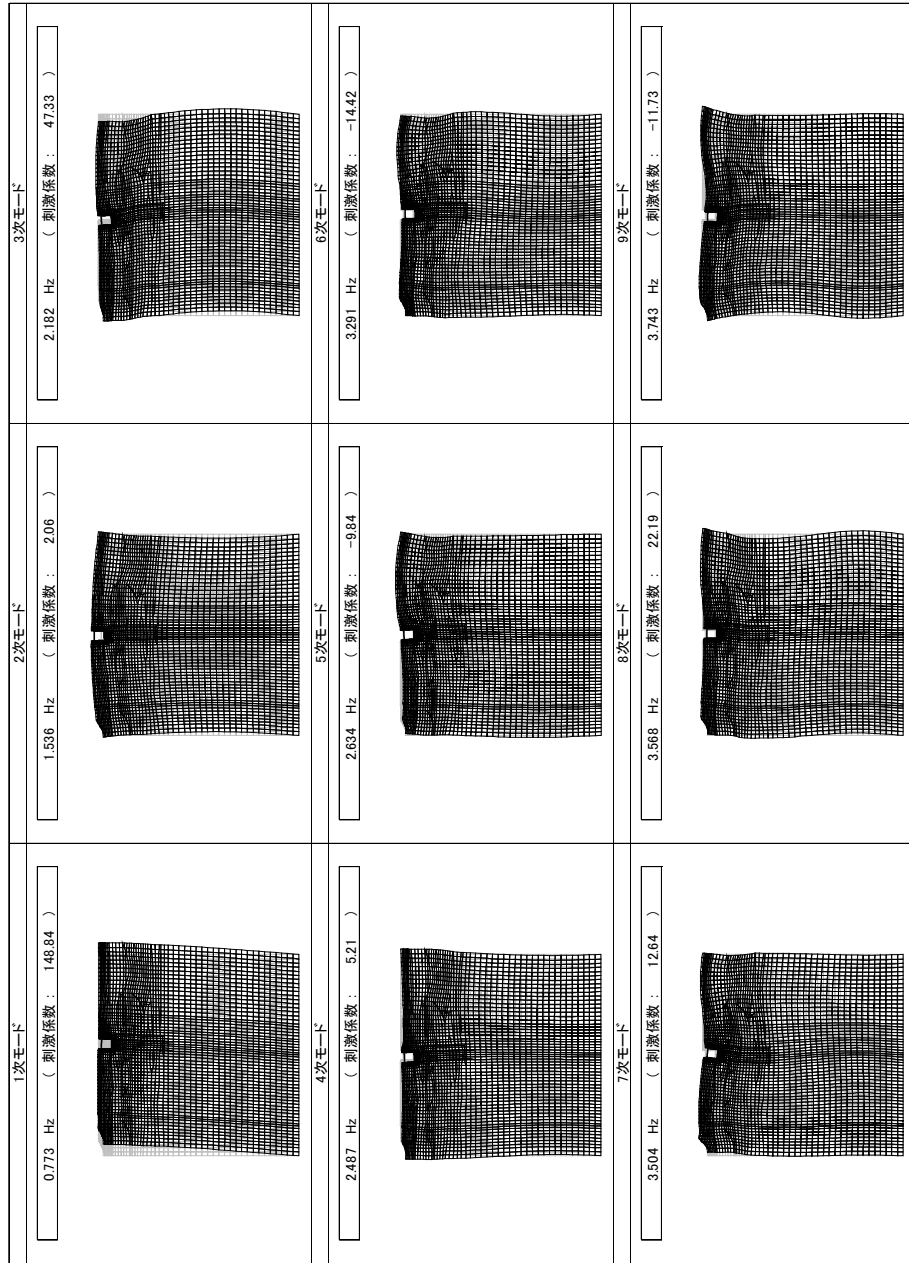 1次モード
0.773 Hz ( 刺激係数 : 148.84 )
2次モード
1.536 Hz ( 刺激係数 : 2.06 )
3次モード
2.182 Hz ( 刺激係数 : 47.33 )
4次モード
2.487 Hz ( 刺激係数 : 5.21 )
5次モード
2.634 Hz ( 刺激係数 : -9.84 )
6次モード
3.291 Hz ( 刺激係数 : -14.42 )
7次モード
3.504 Hz ( 刺激係数 : 12.64 )
8次モード
3.568 Hz ( 刺激係数 : 22.19 )
9次モード
3.743 Hz ( 刺激係数 : -11.73 )